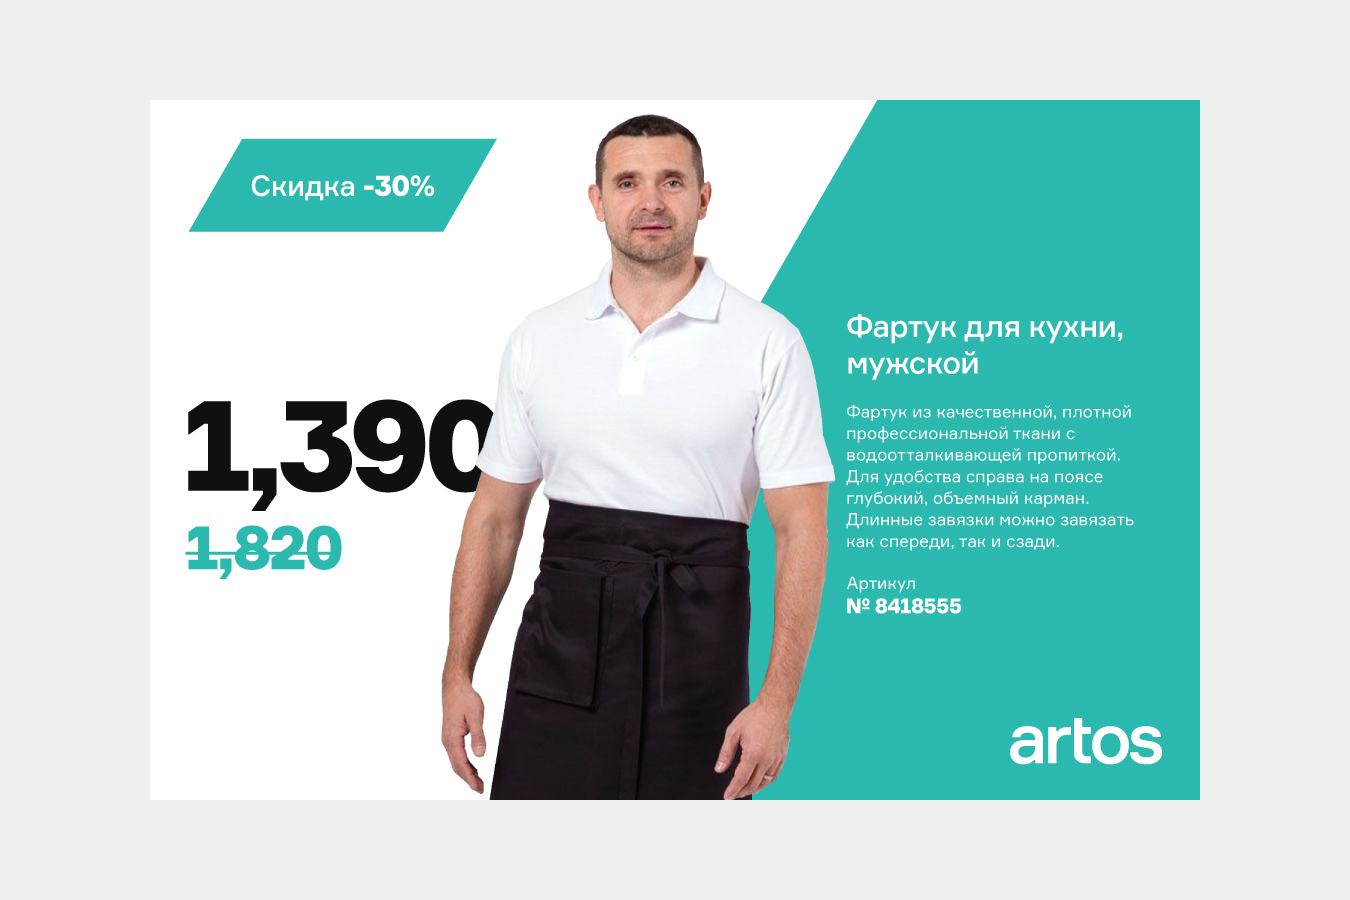 Скидка -30%
1,390
1,820
Фартук для кухни,
мужской
Фартук из качественной, плотной
профессиональной ткани с
водоотталкивающей пропиткой.
Для удобства справа на поясе
глубокий, объемный карман.
Длинные завязки можно завязать
как спереди, так и сзади.
Артикул
№ 8418555
artos